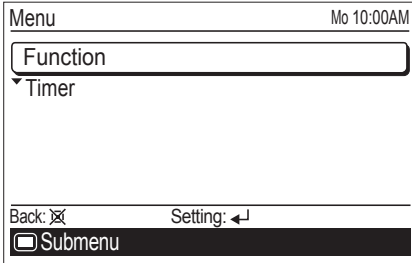 Menu Mo 10:00AM
Function
Timer
Back: Setting:
Submenu